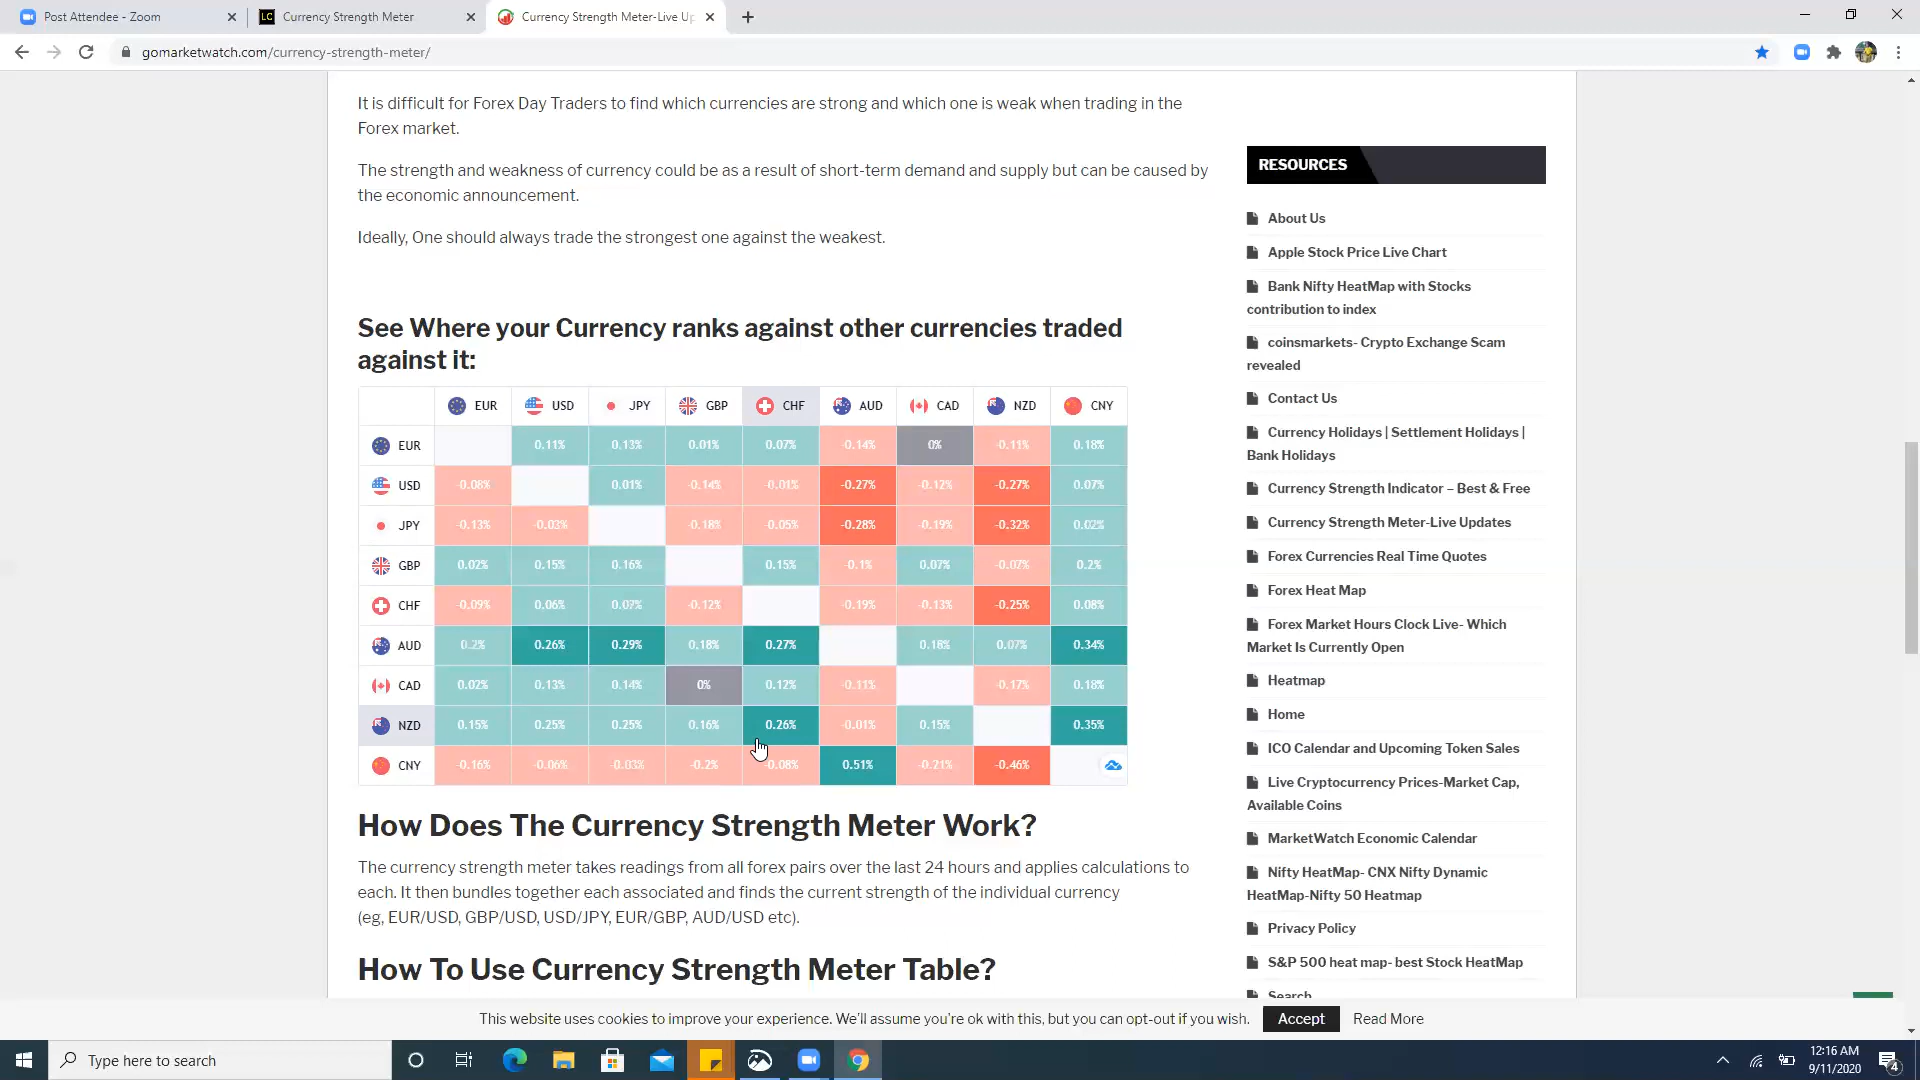 Post Attendee - Zoom
Currency Strength Meter
Currency Strength Meter-Live Up
gomarketwatch.com/currency-strength-meter/
It is difficult for Forex Day Traders to find which currencies are strong and which one is weak when trading in the
Forex market.
The strength and weakness of currency could be as a result of short-term demand and supply but can be caused by
the economic announcement.
Ideally, One should always trade the strongest one against the weakest.
See Where your Currency ranks against other currencies traded
against it:
EUR USD JPY GBP CHF AUD CAD NZD CNY
EUR 0.11% 0.13% 0.01% 0.07% -0.14% 0% -0.11% 0.18%
USD -0.08% 0.01% -0.14% -0.01% -0.27% -0.12% -0.27% 0.07%
JPY -0.13% -0.03% -0.18% -0.05% -0.28% -0.19% -0.32% 0.02%
GBP 0.02% 0.15% 0.16% 0.15% -0.1% 0.07% -0.07% 0.2%
CHF -0.09% 0.06% 0.07% -0.12% -0.19% -0.13% -0.25% 0.08%
AUD 0.2% 0.26% 0.29% 0.18% 0.27% 0.18% 0.07% 0.34%
CAD 0.02% 0.13% 0.14% 0% 0.12% -0.11% -0.17% 0.18%
NZD 0.15% 0.25% 0.25% 0.16% 0.26% -0.01% 0.15% 0.35%
CNY -0.16% -0.06% -0.03% -0.2% -0.08% 0.51% -0.21% -0.46%
How Does The Currency Strength Meter Work?
The currency strength meter takes readings from all forex pairs over the last 24 hours and applies calculations to
each. It then bundles together each associated and finds the current strength of the individual currency
(eg, EUR/USD, GBP/USD, USD/JPY, EUR/GBP, AUD/USD etc).
How To Use Currency Strength Meter Table?
RESOURCES
About Us
Apple Stock Price Live Chart
Bank Nifty HeatMap with Stocks
contribution to index
coinsmarkets- Crypto Exchange Scam
revealed
Contact Us
Currency Holidays | Settlement Holidays |
Bank Holidays
Currency Strength Indicator – Best & Free
Currency Strength Meter-Live Updates
Forex Currencies Real Time Quotes
Forex Heat Map
Forex Market Hours Clock Live- Which
Market Is Currently Open
Heatmap
Home
ICO Calendar and Upcoming Token Sales
Live Cryptocurrency Prices-Market Cap,
Available Coins
MarketWatch Economic Calendar
Nifty HeatMap- CNX Nifty Dynamic
HeatMap-Nifty 50 Heatmap
Privacy Policy
S&P 500 heat map- best Stock HeatMap
Search
This website uses cookies to improve your experience. We'll assume you're ok with this, but you can opt-out if you wish. Accept Read More
Type here to search
12:16 AM
9/11/2020
4